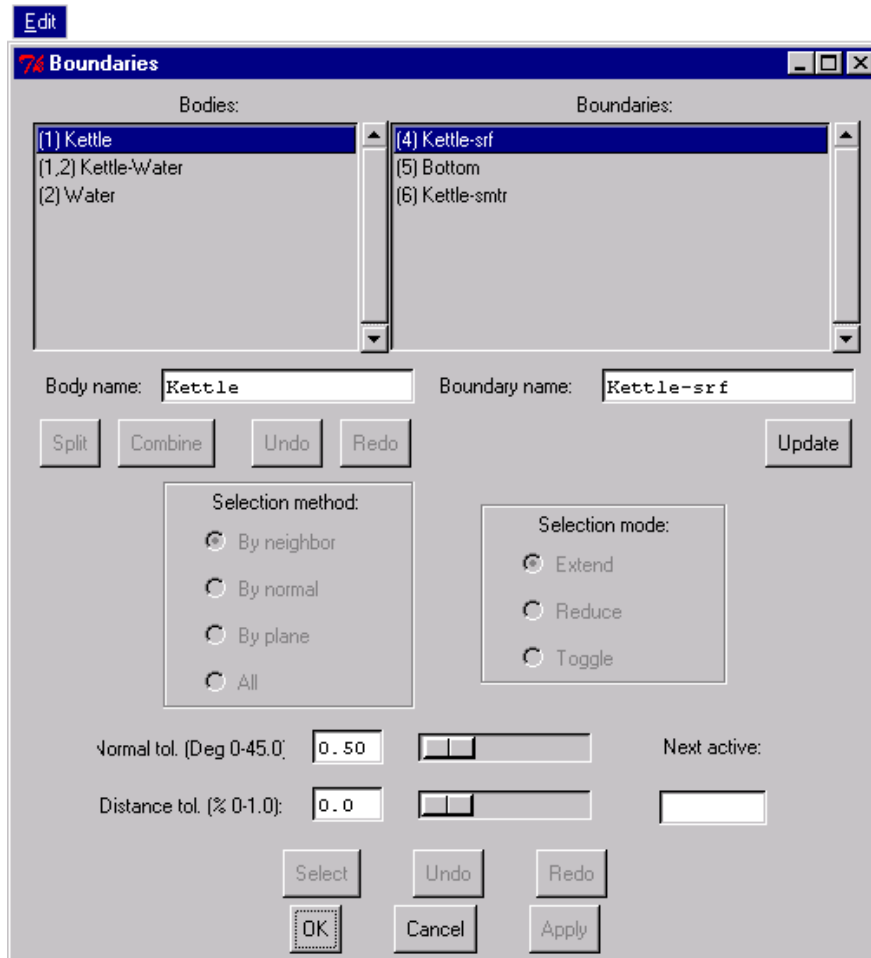 Edit
Boundaries
Bodies: Boundaries:
(1) Kettle (4) Kettle-srf
(1,2) Kettle-Water (5) Bottom
(2) Water (6) Kettle-smtr
Body name: Kettle Boundary name: Kettle-srf
Split Combine Undo Redo Update
Selection method:
By neighbor
By normal
By plane
All
Selection mode:
Extend
Reduce
Toggle
Normal tol. (Deg 0-45.0) 0.50 Next active:
Distance tol. (% 0-1.0): 0.0
Select Undo Redo
OK Cancel Apply